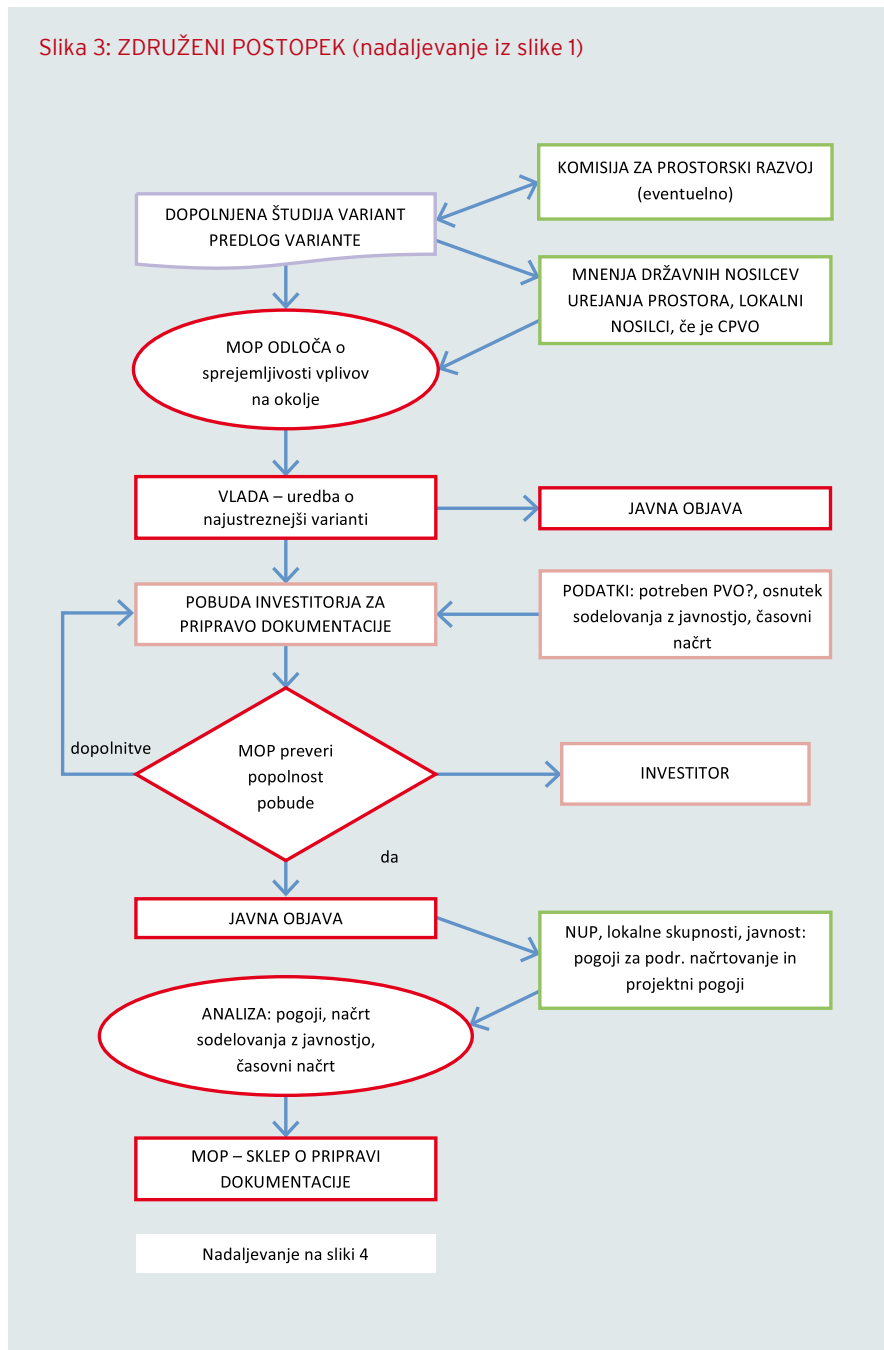 Slika 3: ZDRUŽENI POSTOPEK (nadaljevanje iz slike 1)
KOMISIJA ZA PROSTORSKI RAZVOJ
(eventuelno)
DOPOLNJENA ŠTUDIJA VARIANT
PREDLOG VARIANTE
MNENJA DRŽAVNIH NOSILCEV
UREJANJA PROSTORA, LOKALNI
NOSILCI, če je CPVO
MOP ODLOČA o
sprejemljivosti vplivov
na okolje
VLADA – uredba o
najustreznejši varianti
JAVNA OBJAVA
POBUDA INVESTITORJA ZA
PRIPRAVO DOKUMENTACIJE
PODATKI: potreben PVO?, osnutek
sodelovanja z javnostjo, časovni
načrt
dopolnitve
MOP preveri
popolnost
pobude
INVESTITOR
da
JAVNA OBJAVA
NUP, lokalne skupnosti, javnost:
pogoji za podr. načrtovanje in
projektni pogoji
ANALIZA: pogoji, načrt
sodelovanja z javnostjo,
časovni načrt
MOP – SKLEP O PRIPRAVI
DOKUMENTACIJE
Nadaljevanje na sliki 4